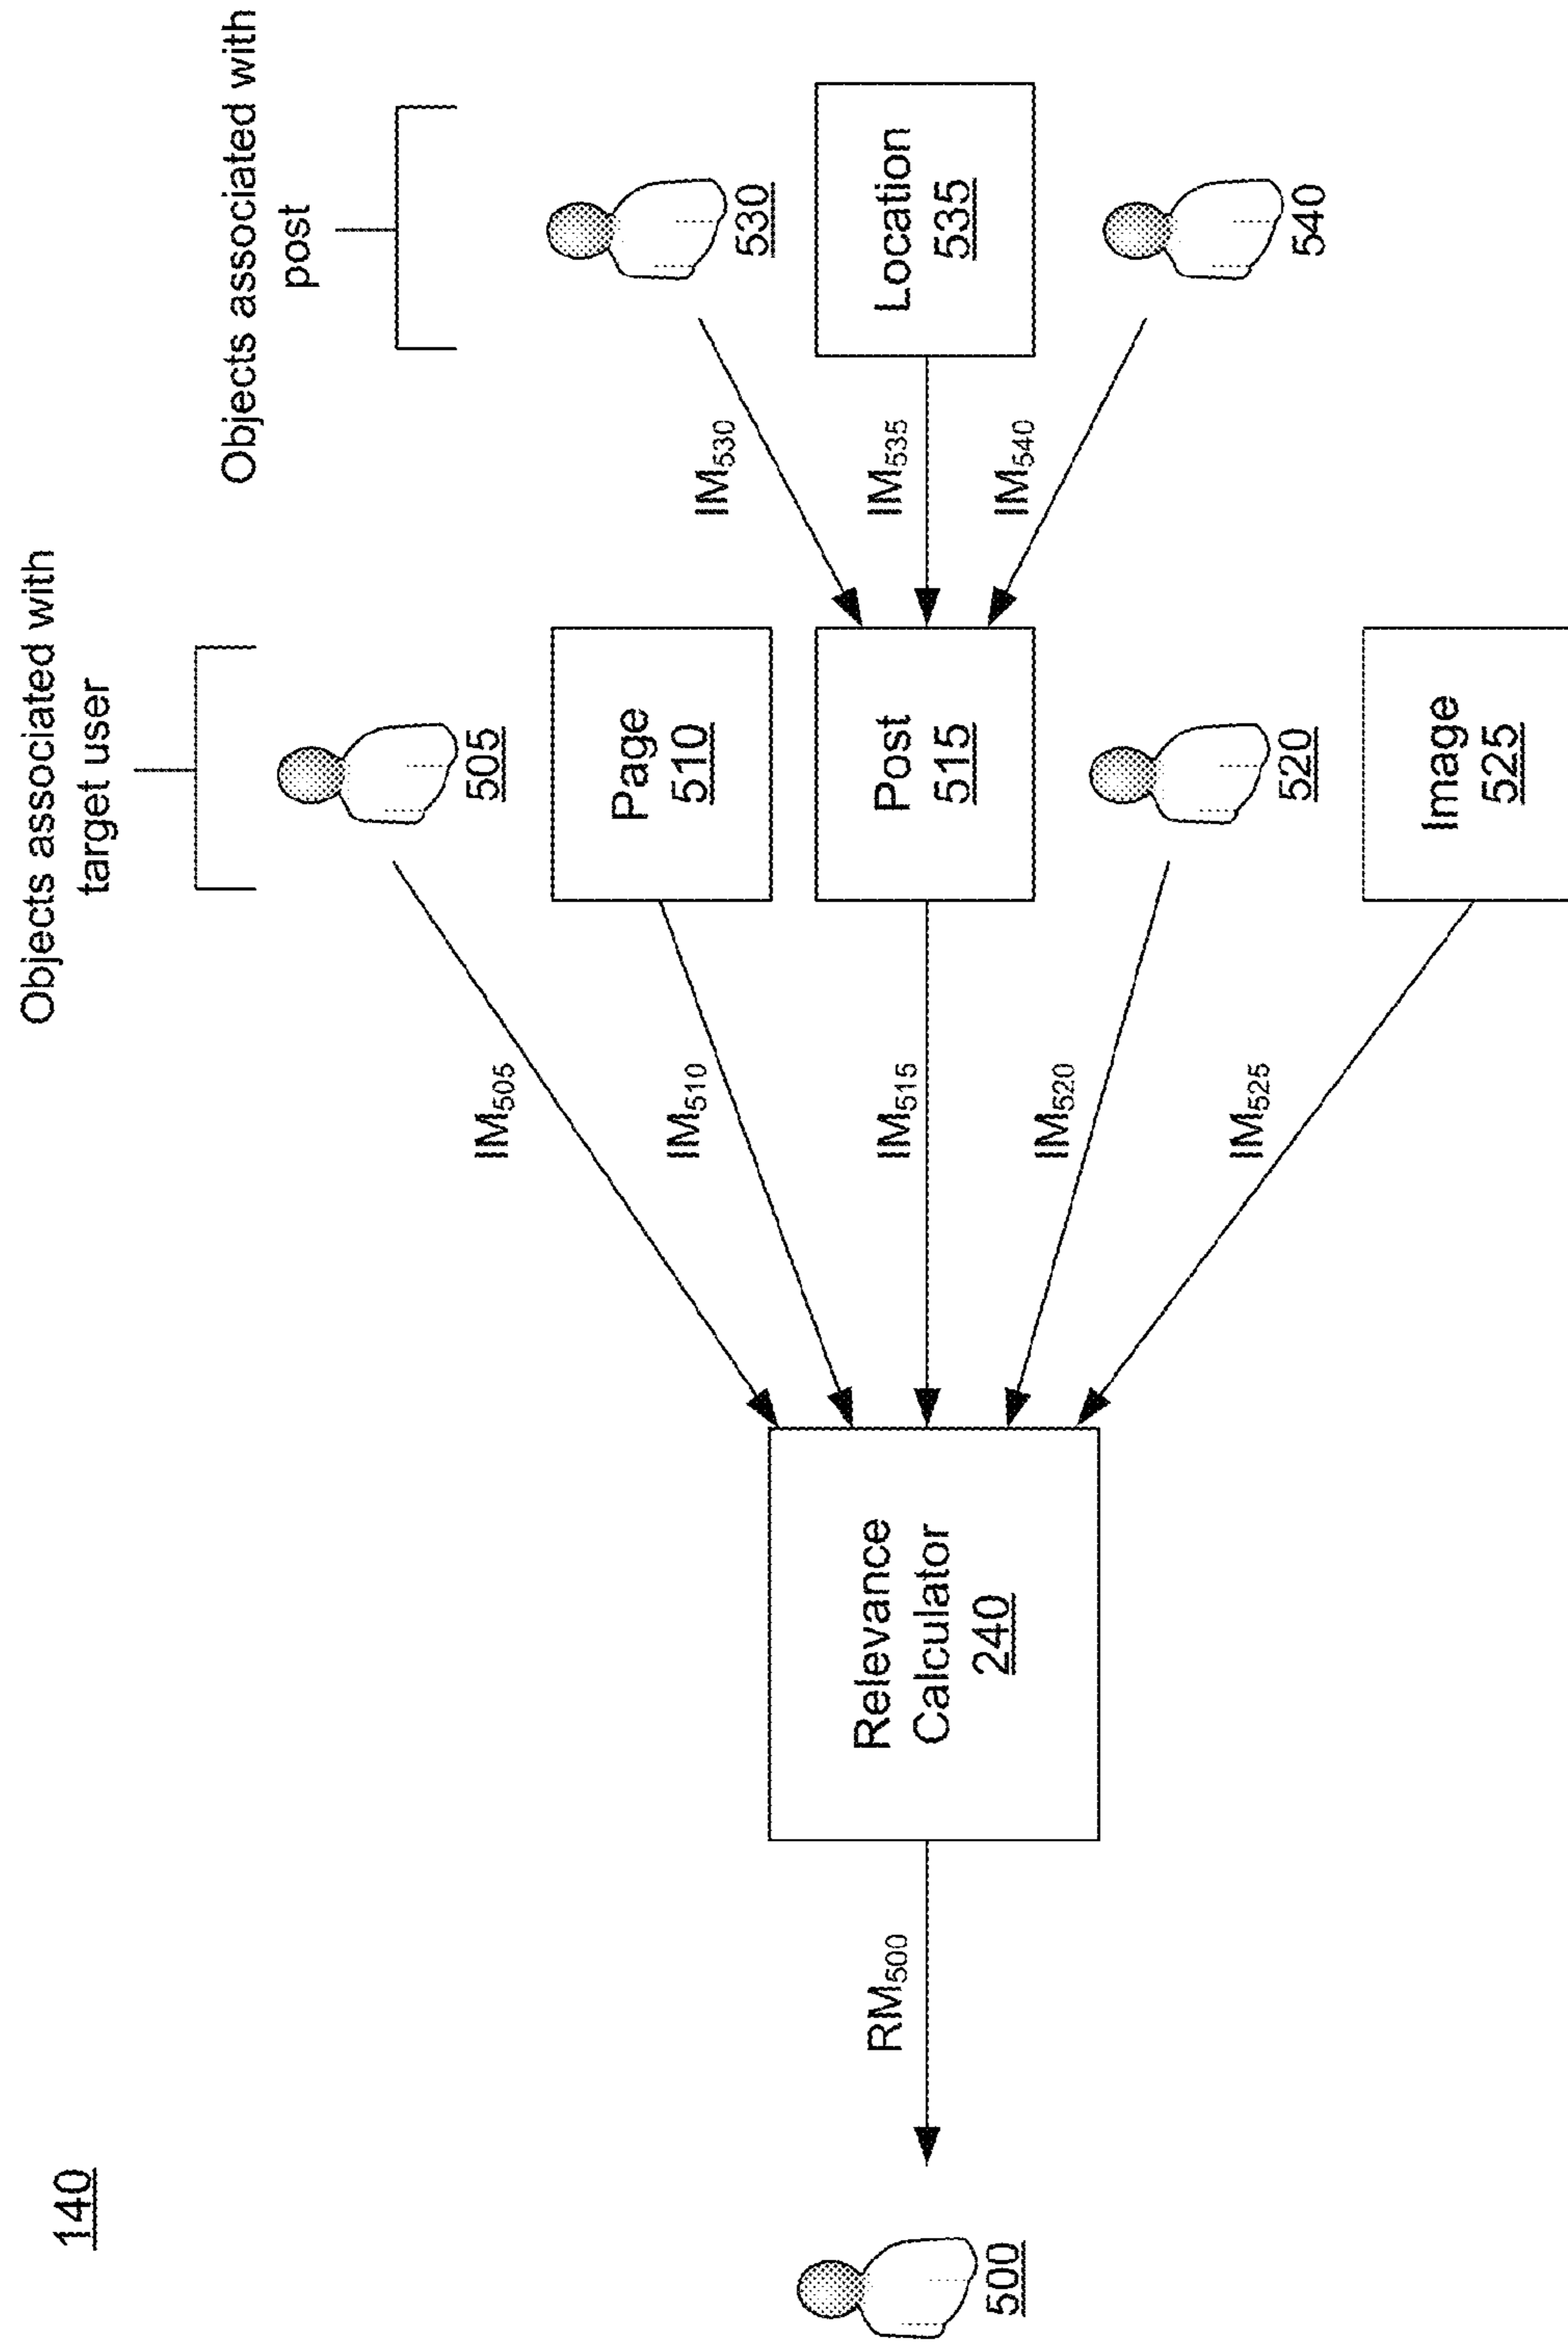 140
Objects associated with
target user
Objects associated with
post
500
RM500
Relevance
Calculator
240
IM505
IM510
IM515
IM520
IM525
505
Page
510
Post
515
520
Image
525
IM530
IM535
IM540
530
Location
535
540